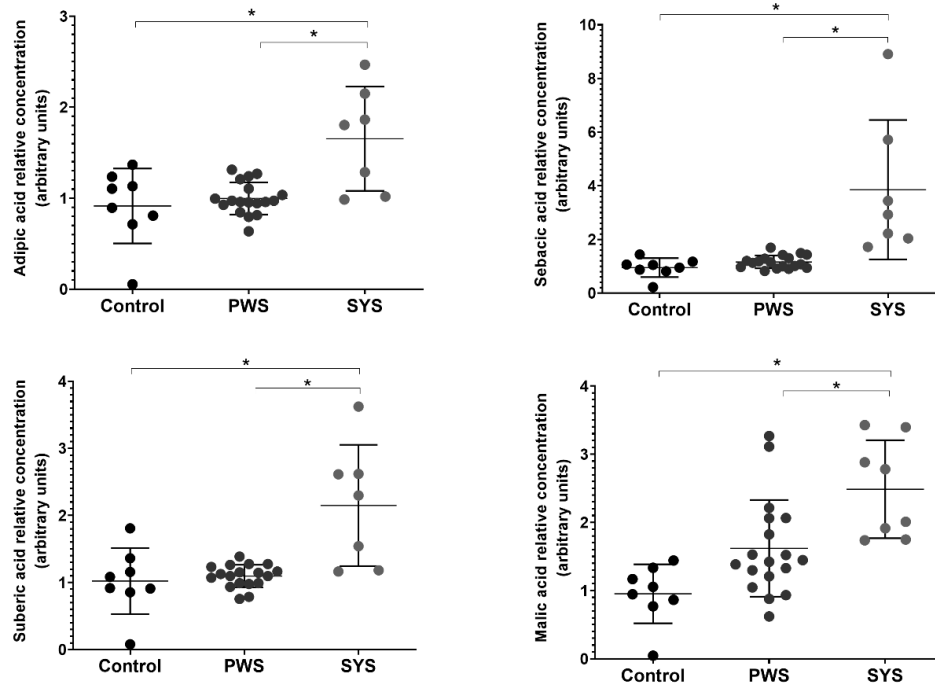 Adipic acid relative concentration
(arbitrary units)
3
2
1
0
*
*
Control PWS SYS
Sebacic acid relative concentration
(arbitrary units)
10
8
6
4
2
0
*
*
Control PWS SYS
Suberic acid relative concentration
(arbitrary units)
4
3
2
1
0
*
*
Control PWS SYS
Malic acid relative concentration
(arbitrary units)
4
3
2
1
0
*
*
Control PWS SYS